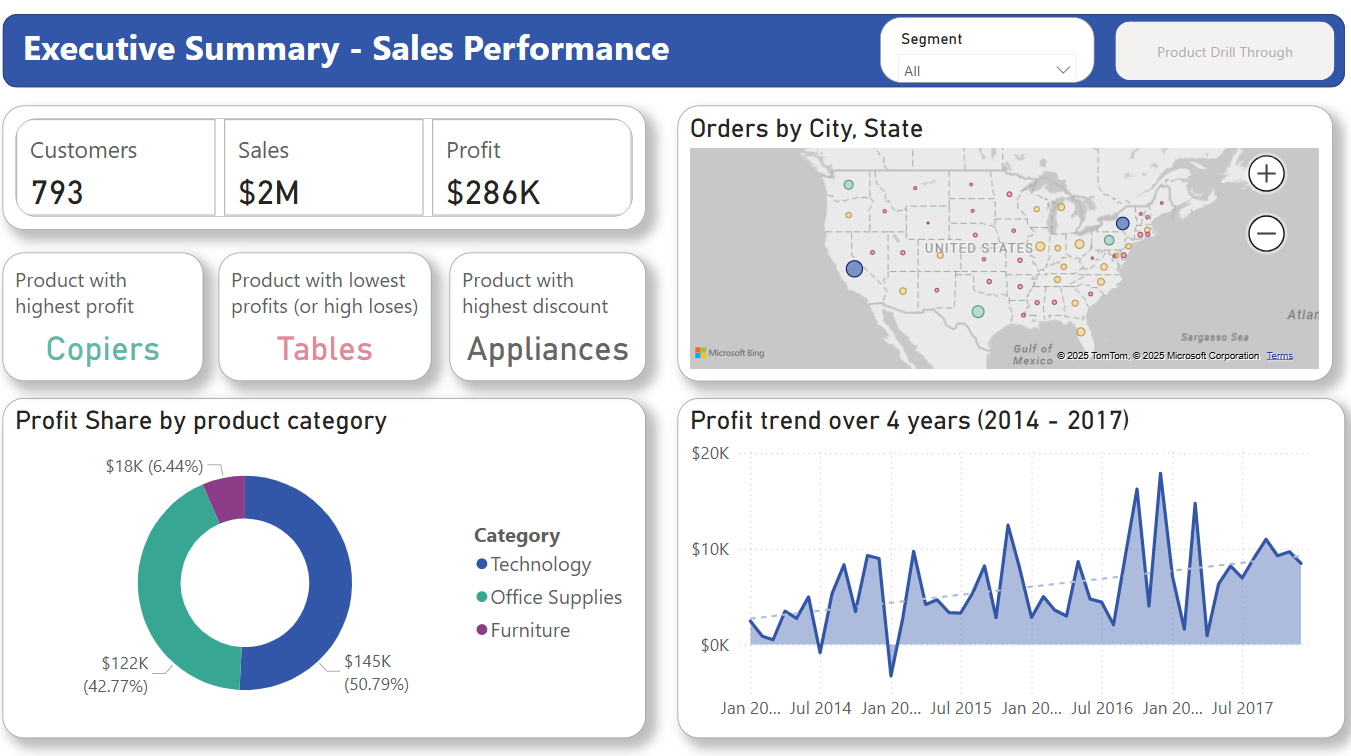 Executive Summary - Sales Performance
Segment
All
Product Drill Through
Customers
793
Sales
$2M
Profit
$286K
Product with
highest profit
Copiers
Product with lowest
profits (or high loses)
Tables
Product with
highest discount
Appliances
Orders by City, State
UNITED STATES
Atlan
Sargasso Sea
Gulf of
Mexico
Microsoft Bing
© 2025 TomTom, © 2025 Microsoft Corporation Terms
Profit Share by product category
$18K (6.44%)
$122K
(42.77%)
$145K
(50.79%)
Category
Technology
Office Supplies
Furniture
Profit trend over 4 years (2014 - 2017)
$20K
$10K
$0K
Jan 20... Jul 2014 Jan 20... Jul 2015 Jan 20... Jul 2016 Jan 20... Jul 2017